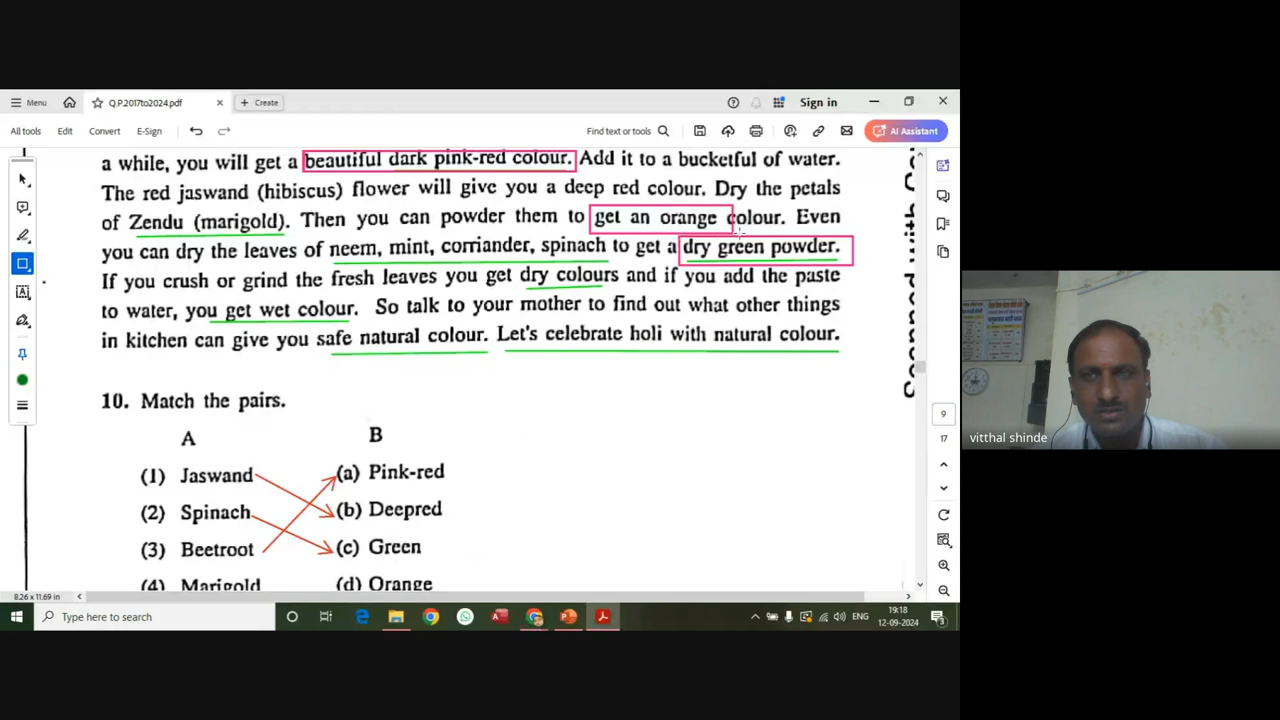 Menu
Q.P.2017to2024.pdf
Create
Sign in
All tools
Edit
Convert
E-Sign
Find text or tools
AI Assistant
a while, you will get a beautiful dark pink-red colour. Add it to a bucketful of water.
The red jaswand (hibiscus) flower will give you a deep red colour. Dry the petals
of Zendu (marigold). Then you can powder them to get an orange colour. Even
you can dry the leaves of neem, mint, corriander, spinach to get a dry green powder.
If you crush or grind the fresh leaves you get dry colours and if you add the paste
to water, you get wet colour. So talk to your mother to find out what other things
in kitchen can give you safe natural colour. Let's celebrate holi with natural colour.
10. Match the pairs.
A B
(1) Jaswand (a) Pink-red
(2) Spinach (b) Deepred
(3) Beetroot (c) Green
(4) Marigold (d) Orange
9
17
8.26 x 11.69 in
vitthal shinde
Type here to search
ENG
19:18
12-09-2024
3